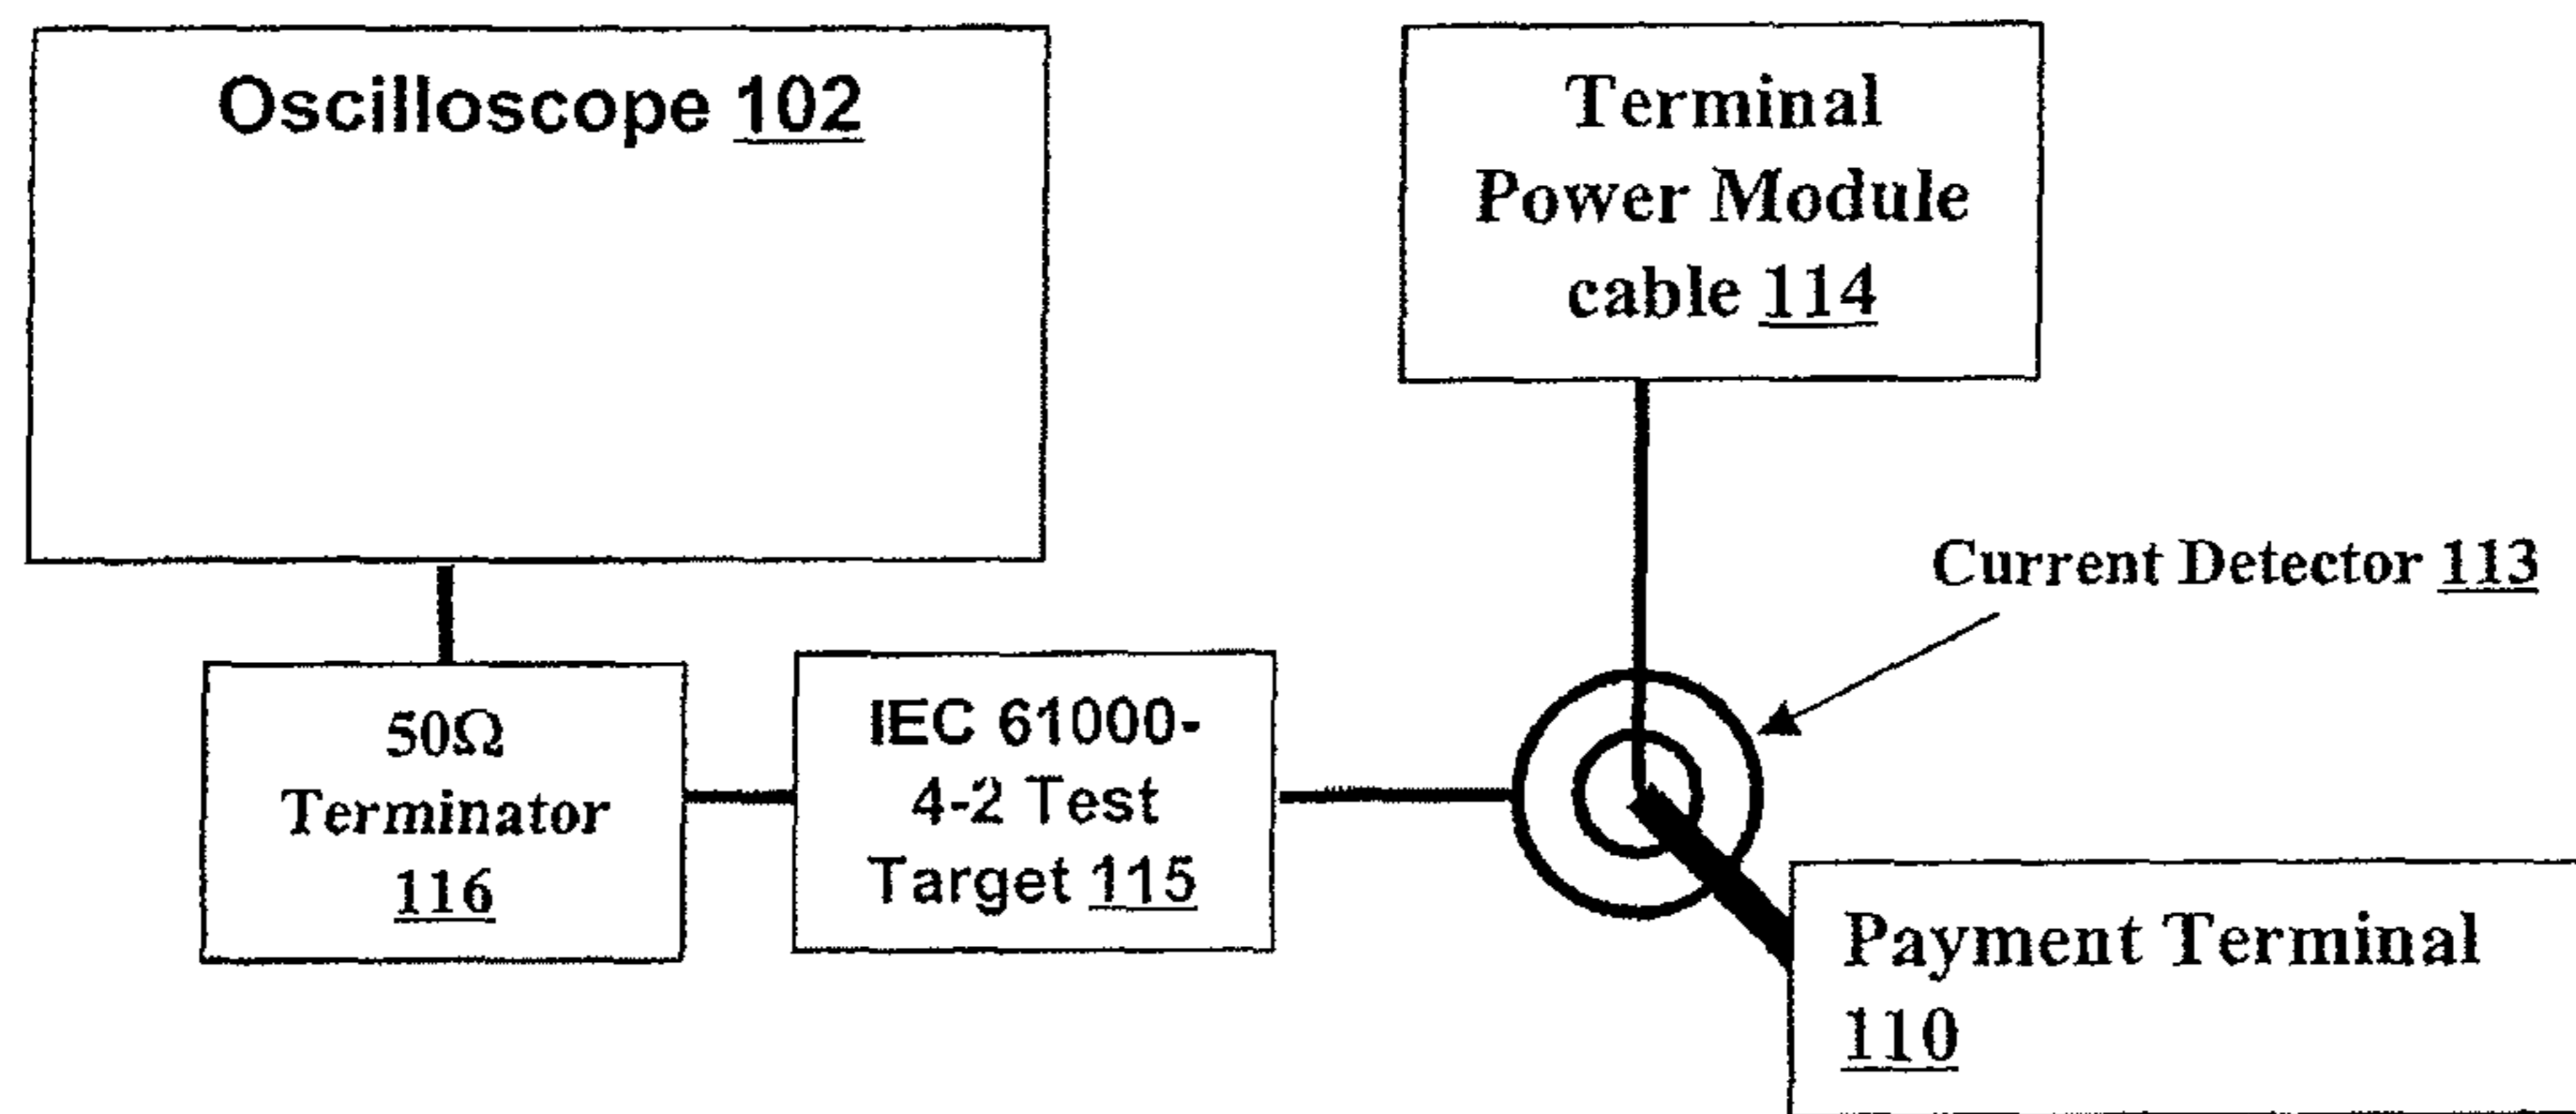 Oscilloscope 102
Terminal
Power Module
cable 114
Current Detector 113
50Ω
Terminator
116
IEC 61000-
4-2 Test
Target 115
Payment Terminal
110